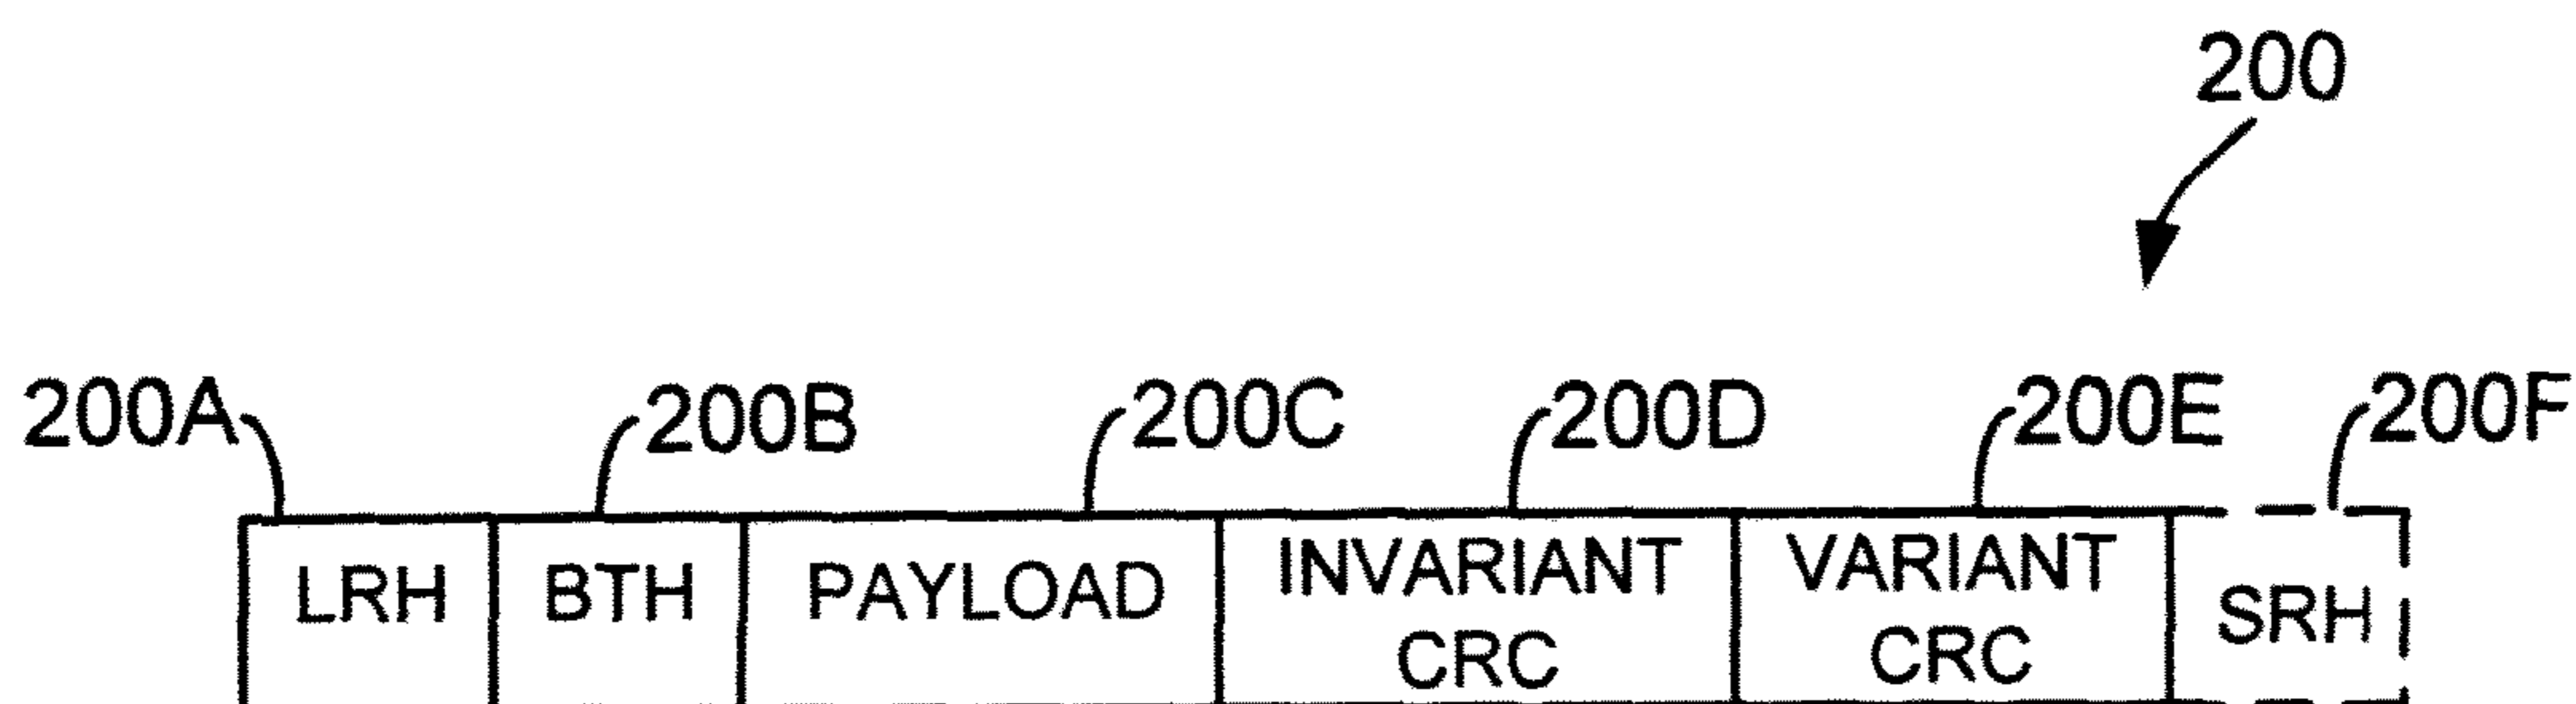 200
200A 200B 200C 200D 200E 200F
LRH BTH PAYLOAD INVARIANT CRC VARIANT CRC SRH